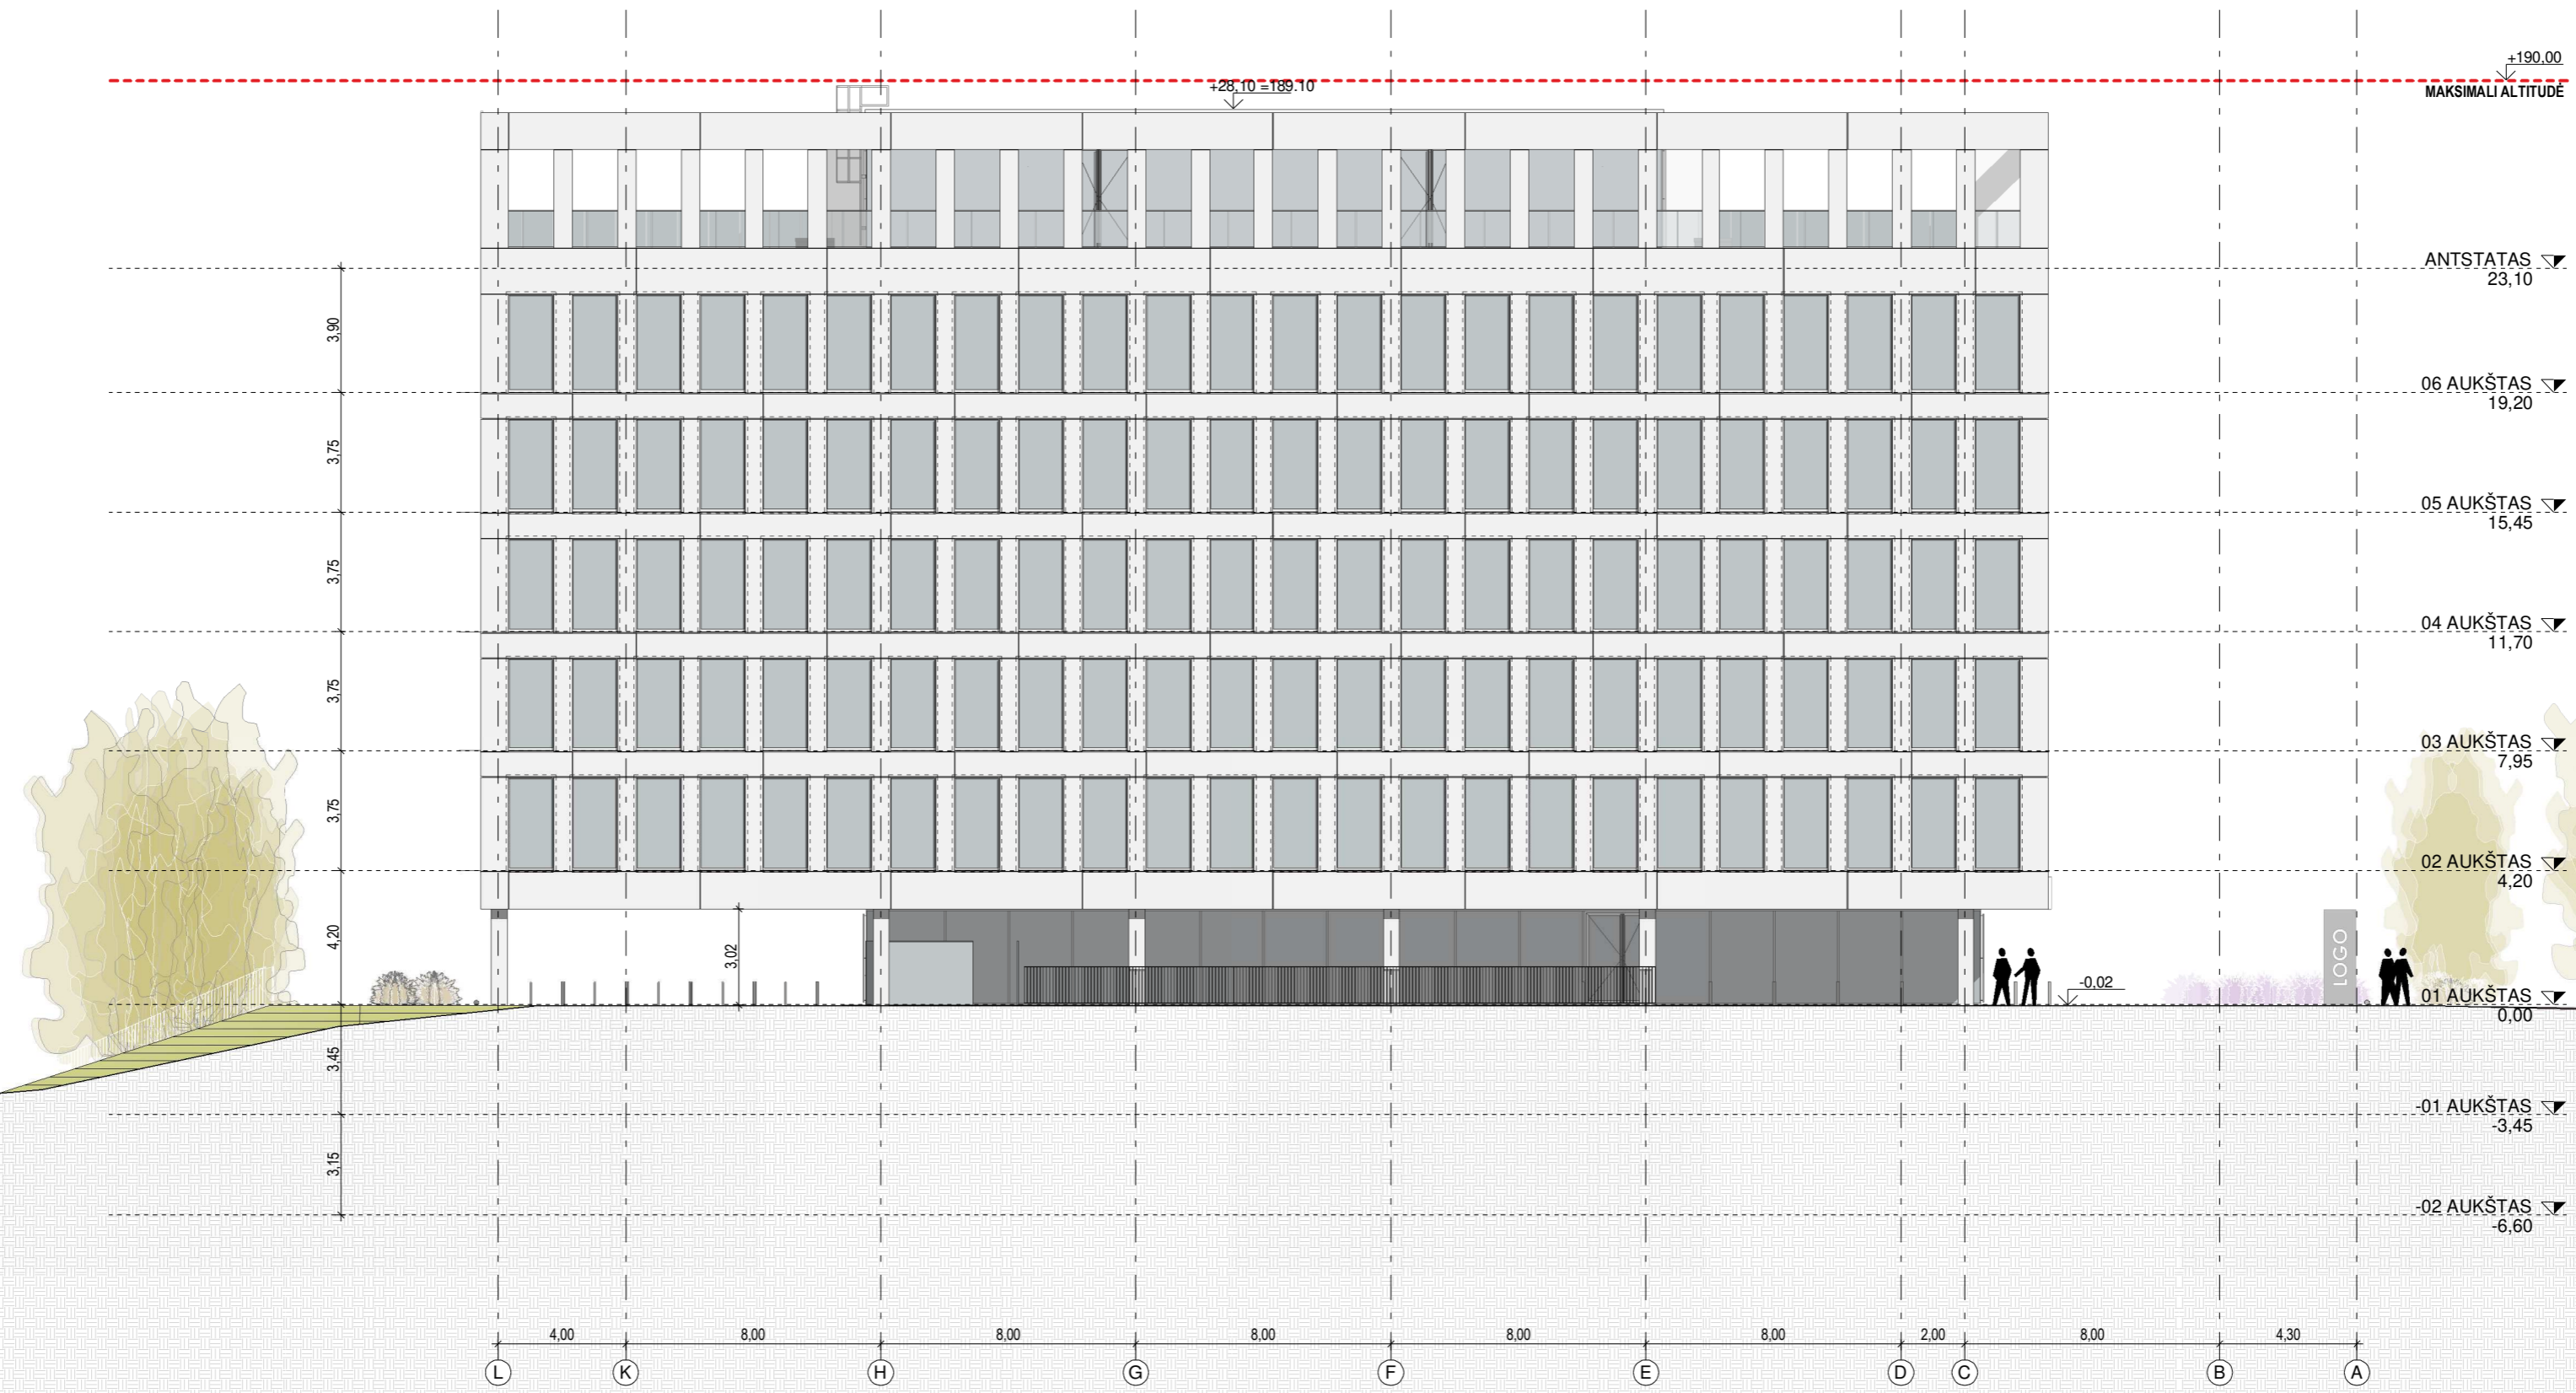 +190,00
MAKSIMALI ALTITUDĖ
+28,10 =189.10
ANTSTATAS
23,10
3,90
06 AUKŠTAS
19,20
3,75
05 AUKŠTAS
15,45
3,75
04 AUKŠTAS
11,70
3,75
03 AUKŠTAS
7,95
3,75
02 AUKŠTAS
4,20
4,20
3,02
LOGO
-0,02
01 AUKŠTAS
0,00
3,45
-01 AUKŠTAS
-3,45
3,15
-02 AUKŠTAS
-6,60
4,00 8,00 8,00 8,00 8,00 8,00 2,00 8,00 4,30
L K H G F E D C B A